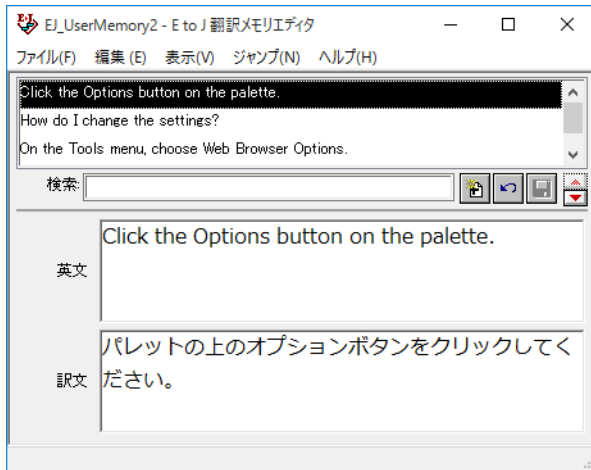 EJ_UserMemory2 - E to J 翻訳メモリエディタ
ファイル(F) 編集(E) 表示(V) ジャンプ(N) ヘルプ(H)
Click the Options button on the palette.
How do I change the settings?
On the Tools menu, choose Web Browser Options.
検索:
英文
Click the Options button on the palette.
訳文
パレットの上のオプションボタンをクリックしてく
ださい。